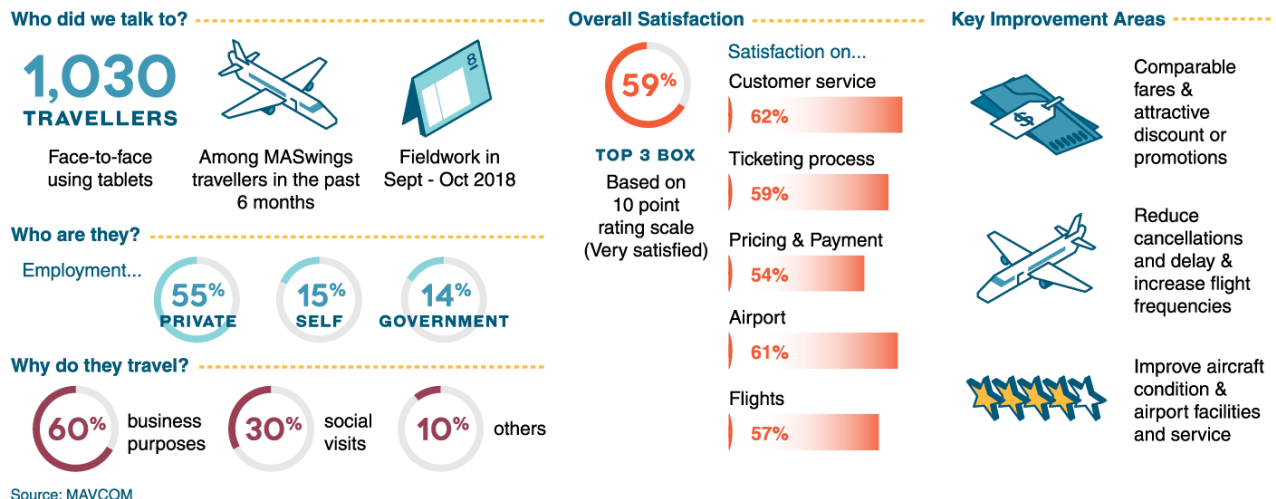 Who did we talk to?
1,030
TRAVELLERS
Face-to-face
using tablets
Among MASwings
travellers in the past
6 months
8
Fieldwork in
Sept - Oct 2018
Who are they?
Employment...
55%
PRIVATE
15%
SELF
14%
GOVERNMENT
Why do they travel?
60%
business
purposes
30%
social
visits
10%
others
Source: MAVCOM
Overall Satisfaction
59%
TOP 3 BOX
Based on
10 point
rating scale
(Very satisfied)
Satisfaction on...
Customer service
62%
Ticketing process
59%
Pricing & Payment
54%
Airport
61%
Flights
57%
Key Improvement Areas
$
Comparable
fares &
attractive
discount or
promotions
Reduce
cancellations
and delay &
increase flight
frequencies
Improve aircraft
condition &
airport facilities
and service